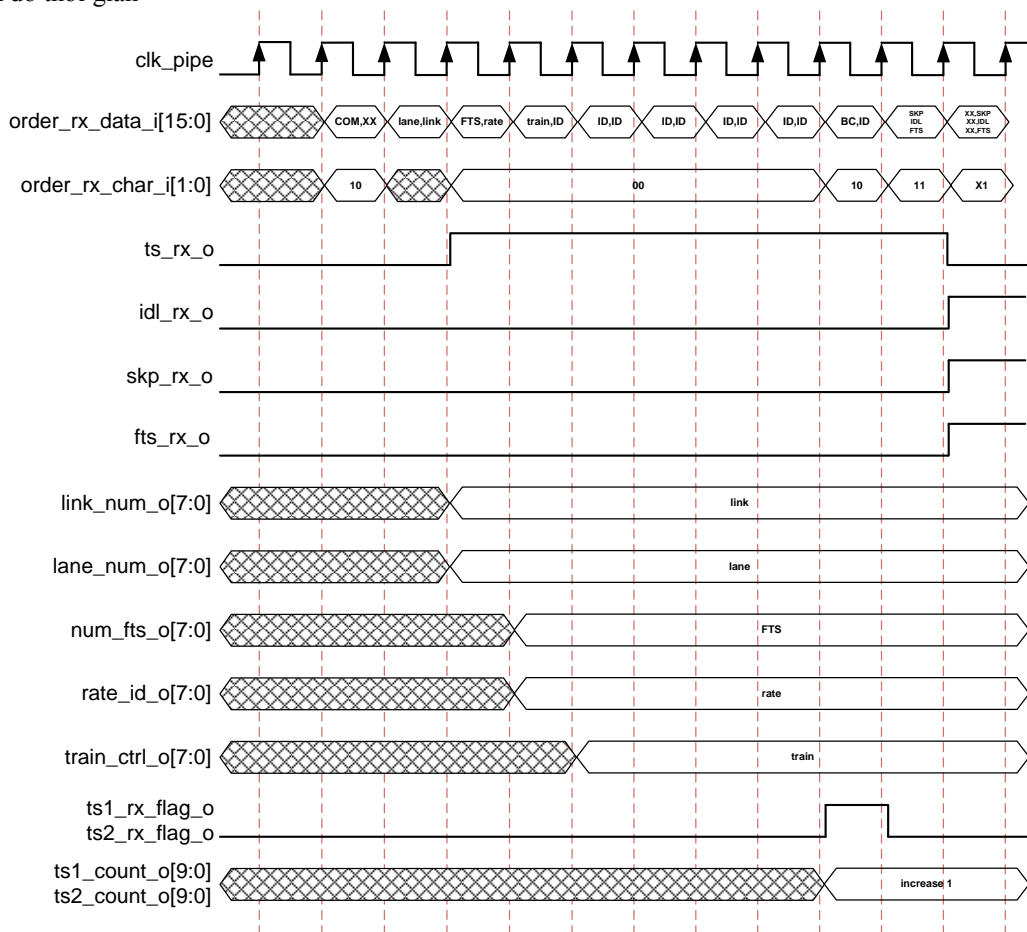 clk_pipe
order_rx_data_i[15:0] COM,XX lane,link FTS,rate train,ID ID,ID ID,ID ID,ID ID,ID BC,ID SKP IDL FTS XX,SKP XX,IDL XX,FTS
order_rx_char_i[1:0] 10 00 10 11 X1
ts_rx_o
idl_rx_o
skp_rx_o
fts_rx_o
link_num_o[7:0] link
lane_num_o[7:0] lane
num_fts_o[7:0] FTS
rate_id_o[7:0] rate
train_ctrl_o[7:0] train
ts1_rx_flag_o
ts2_rx_flag_o
ts1_count_o[9:0] increase 1
ts2_count_o[9:0]